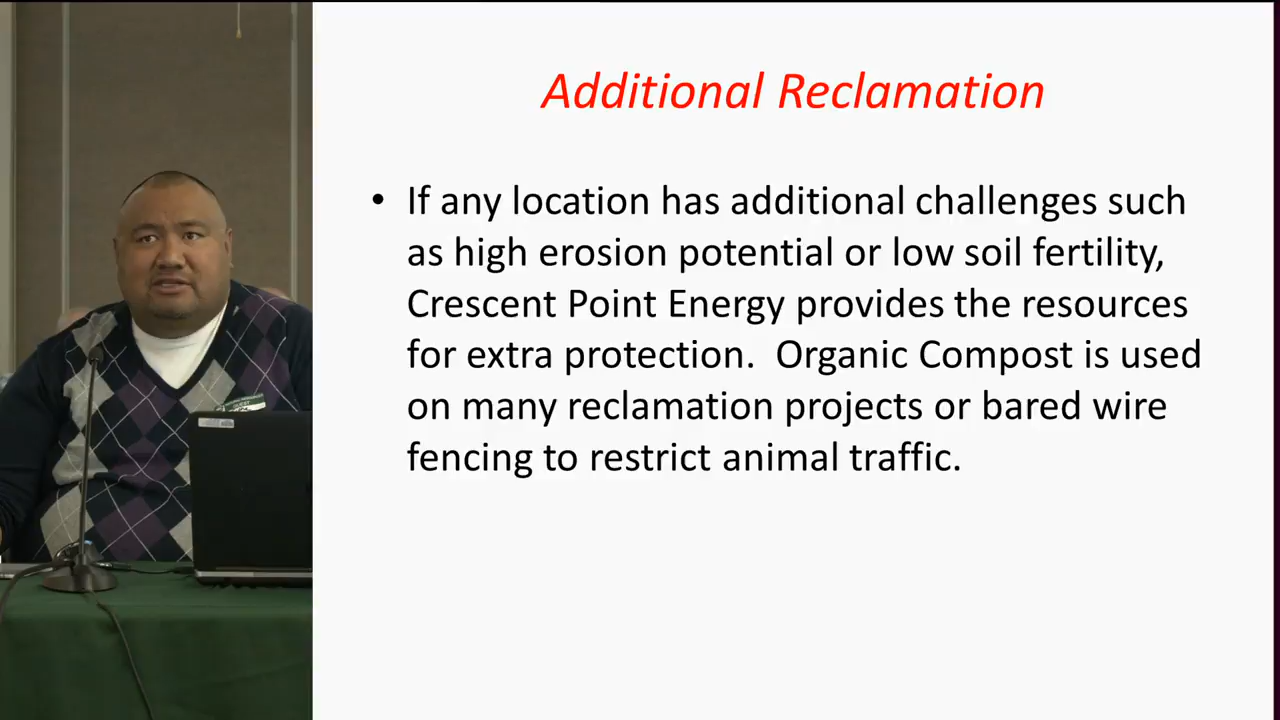 Additional Reclamation
• If any location has additional challenges such
as high erosion potential or low soil fertility,
Crescent Point Energy provides the resources
for extra protection.  Organic Compost is used
on many reclamation projects or bared wire
fencing to restrict animal traffic.